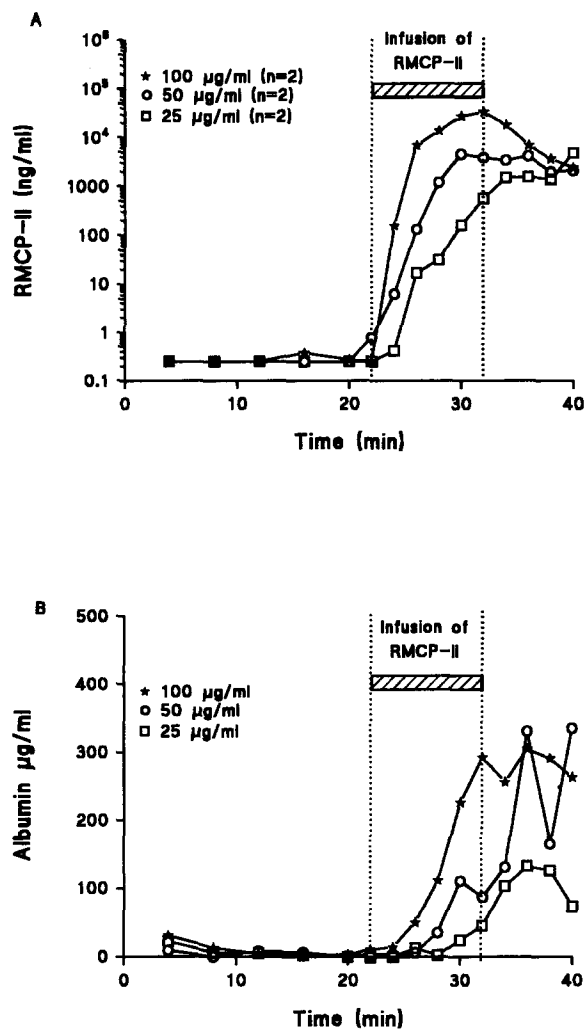 A
Infusion of
RMCP-II
★ 100 µg/ml (n=2)
○ 50 µg/ml (n=2)
□ 25 µg/ml (n=2)
RMCP-II (ng/ml)
10⁶
10⁵
10⁴
1000
100
10
1
0.1
0 10 20 30 40
Time (min)
B
Infusion of
RMCP-II
★ 100 µg/ml
○ 50 µg/ml
□ 25 µg/ml
Albumin µg/ml
500
400
300
200
100
0
0 10 20 30 40
Time (min)